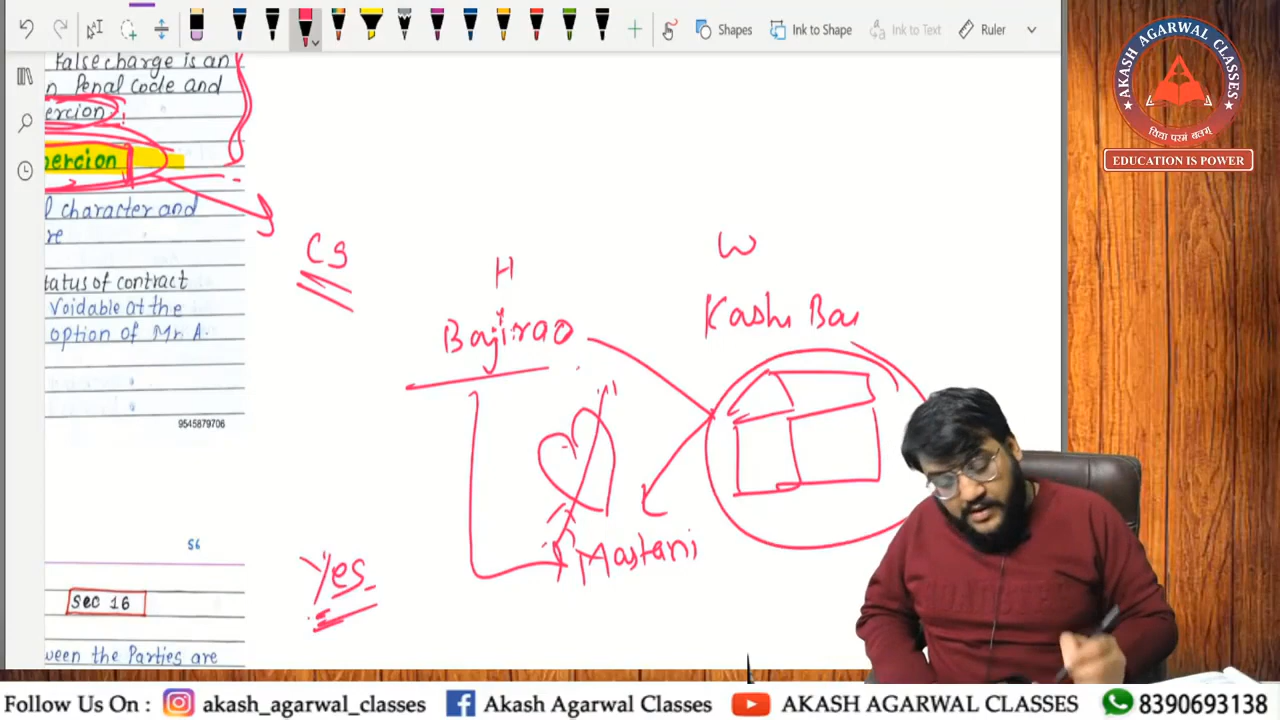 Shapes
Ink to Shape
Ink to Text
Ruler
False charge is an
n Penal code and
ercion
ercion
l character and
re
tatus of contract
voidable at the
option of Mr. A.
9545879706
56
Sec 16
ween the Parties are
CS
H
Bajirao
W
Kashi Bai
Mastani
Yes
AKASH AGARWAL CLASSES
विद्या परमं बलम्
EDUCATION IS POWER
Follow Us On :
akash_agarwal_classes
Akash Agarwal Classes
AKASH AGARWAL CLASSES
8390693138